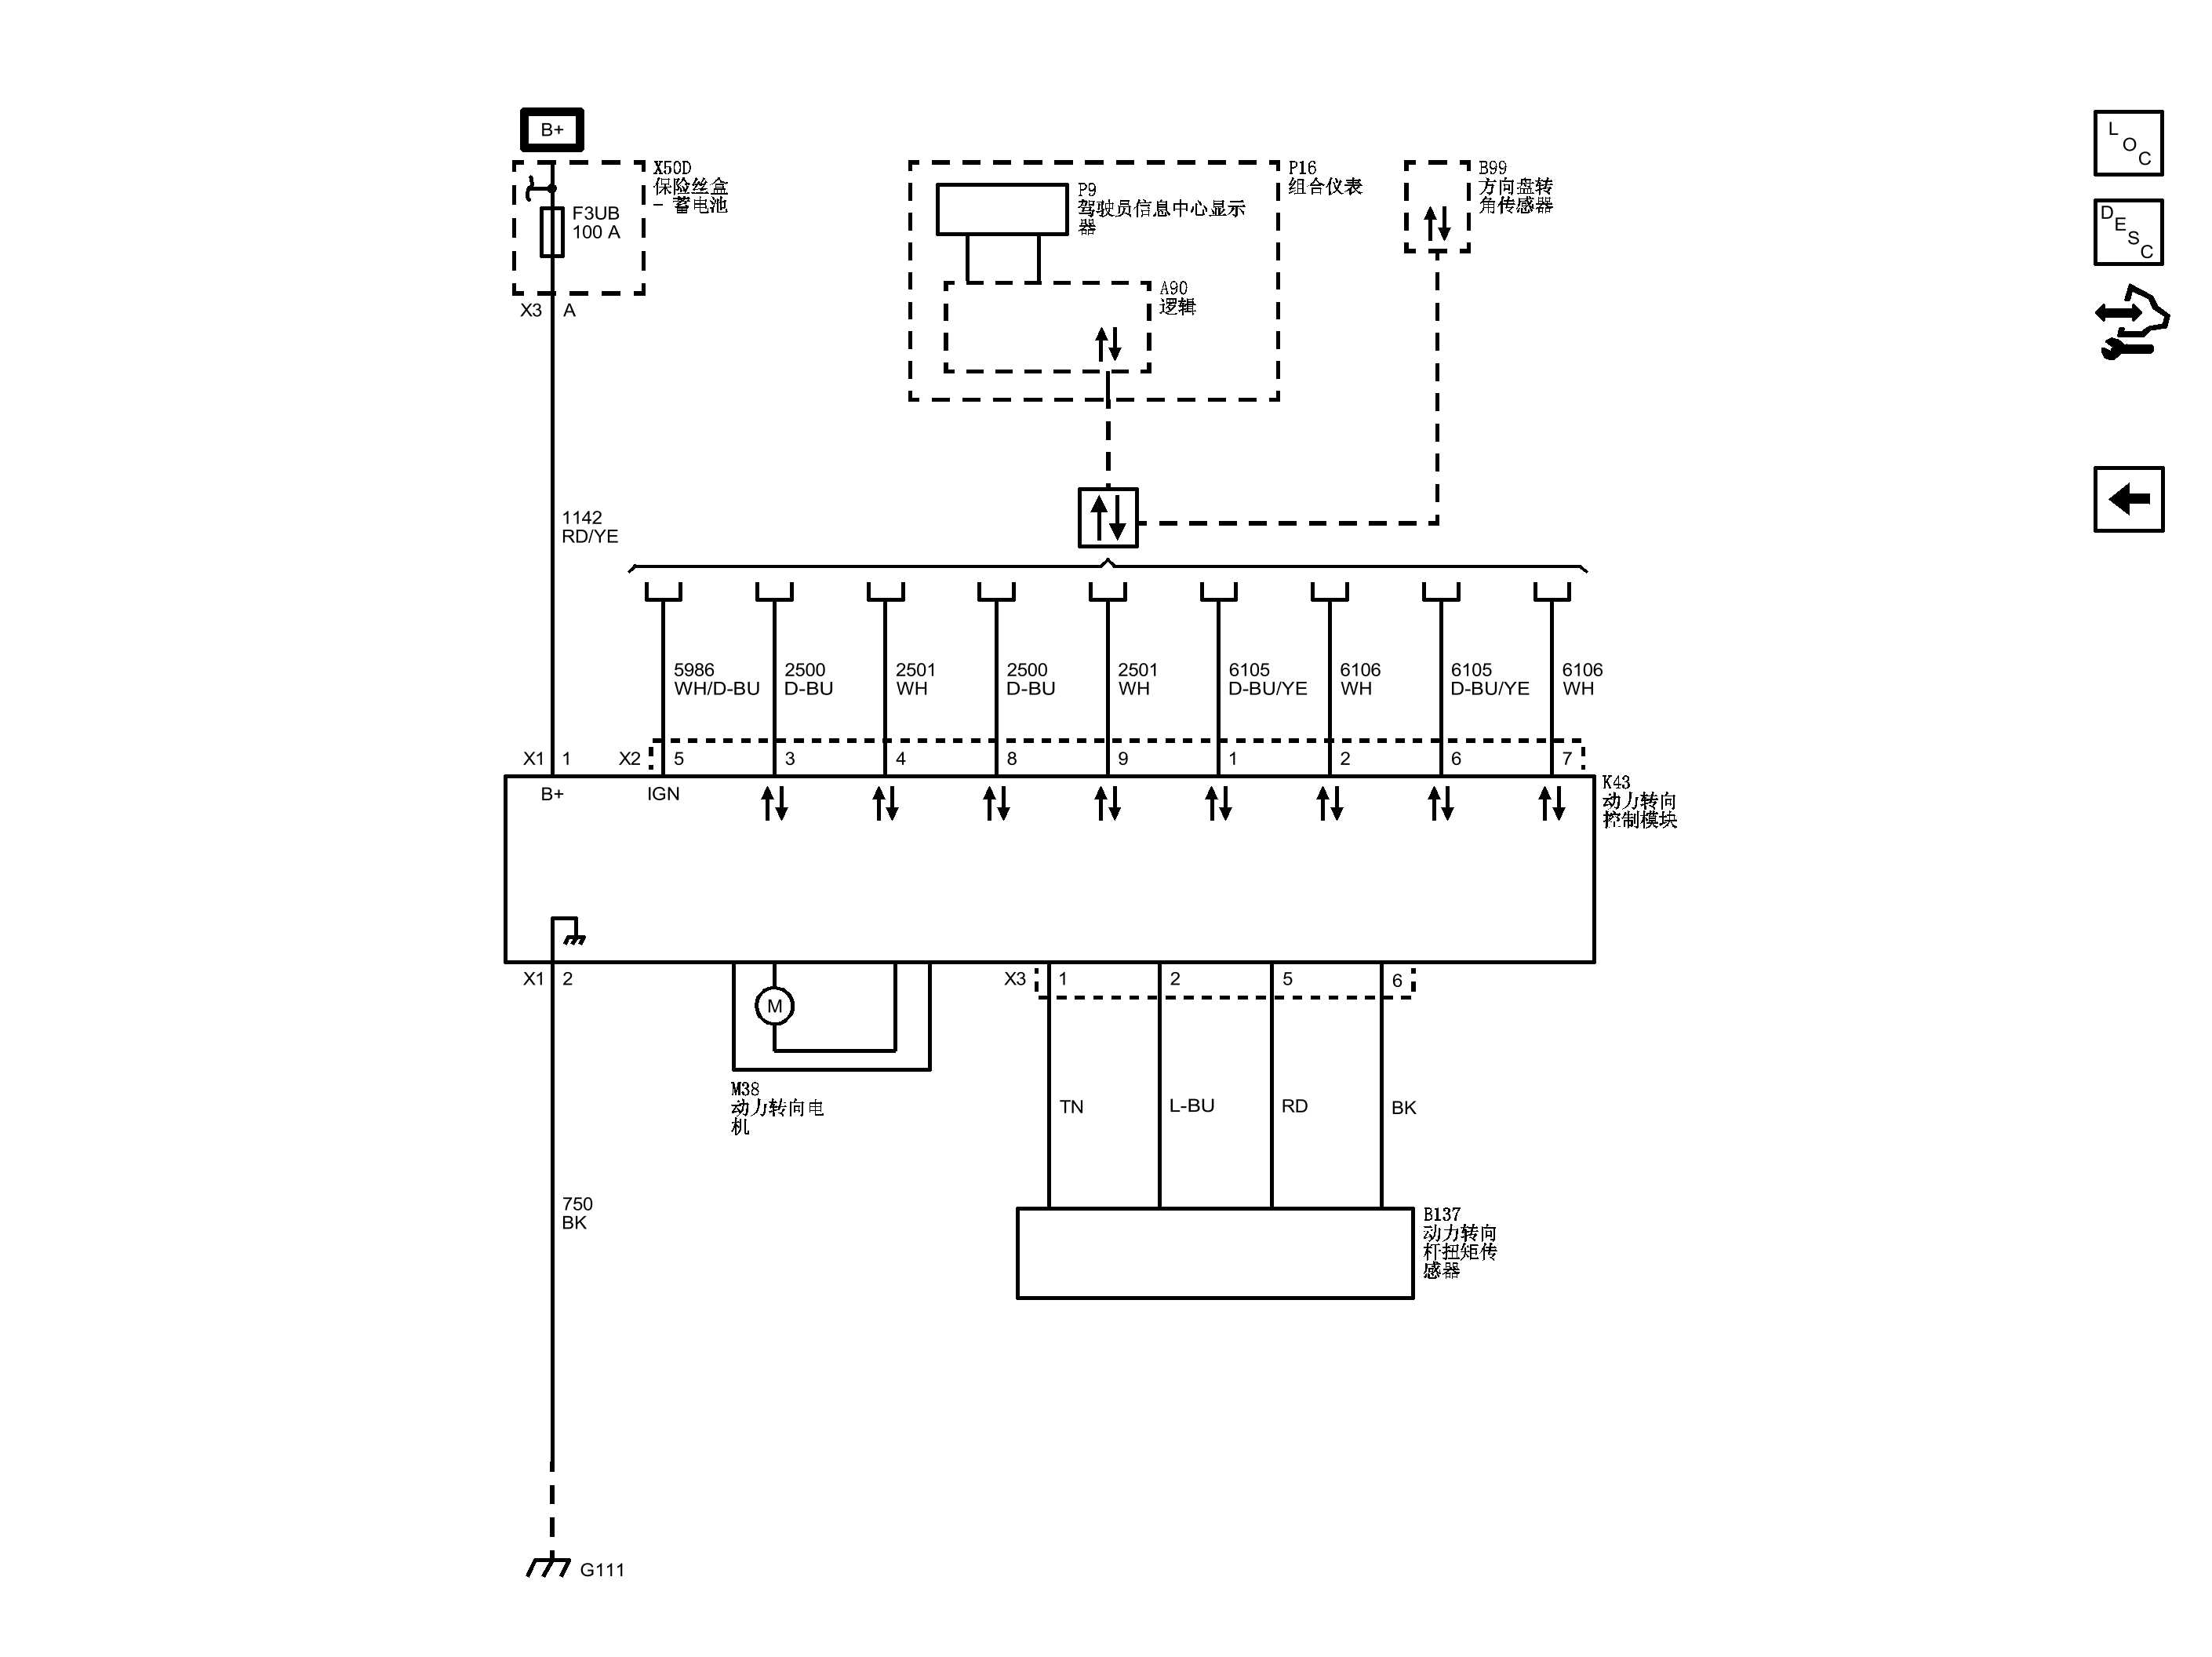 B+
X50D
保险丝盒
- 蓄电池
F3UB
100 A
X3 A
P16
组合仪表
P9
驾驶员信息中心显示
器
A90
逻辑
B99
方向盘转
角传感器
L
O
C
D
E
S
C
1142
RD/YE
5986
WH/D-BU
2500
D-BU
2501
WH
2500
D-BU
2501
WH
6105
D-BU/YE
6106
WH
6105
D-BU/YE
6106
WH
X1 1 X2 5 3 4 8 9 1 2 6 7
B+ IGN
K43
动力转向
控制模块
X1 2 X3 1 2 5 6
M
M38
动力转向电
机
TN L-BU RD BK
750
BK
B137
动力转向
杆扭矩传
感器
G111